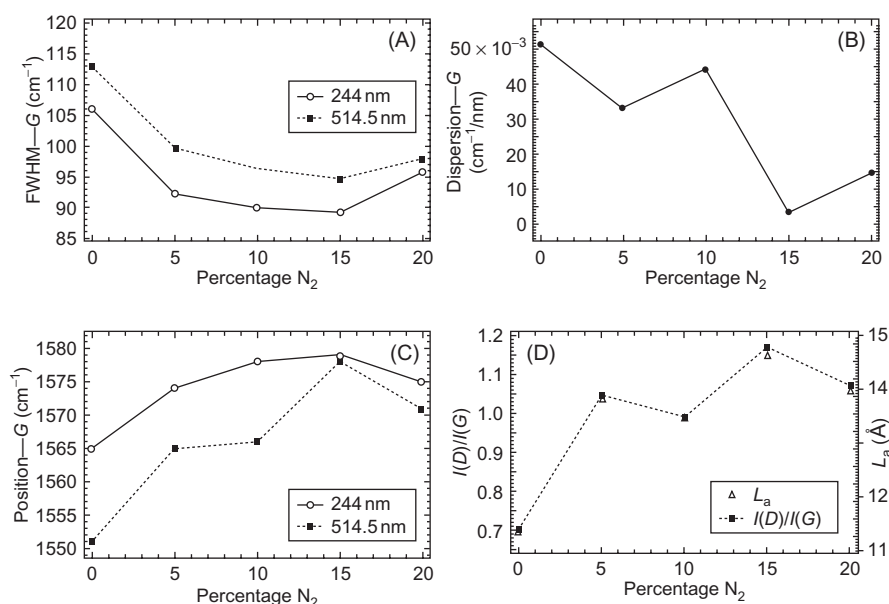 (A)
FWHM—G (cm⁻¹)
120
115
110
105
100
95
90
85
244 nm
514.5 nm
0 5 10 15 20
Percentage N₂
(B)
Dispersion—G
(cm⁻¹/nm)
50 × 10⁻³
40
30
20
10
0
0 5 10 15 20
Percentage N₂
(C)
Position—G (cm⁻¹)
1580
1575
1570
1565
1560
1555
1550
244 nm
514.5 nm
0 5 10 15 20
Percentage N₂
(D)
I(D)/I(G)
1.2
1.1
1.0
0.9
0.8
0.7
15
14
12
11
Lₐ (Å)
Lₐ
I(D)/I(G)
0 5 10 15 20
Percentage N₂